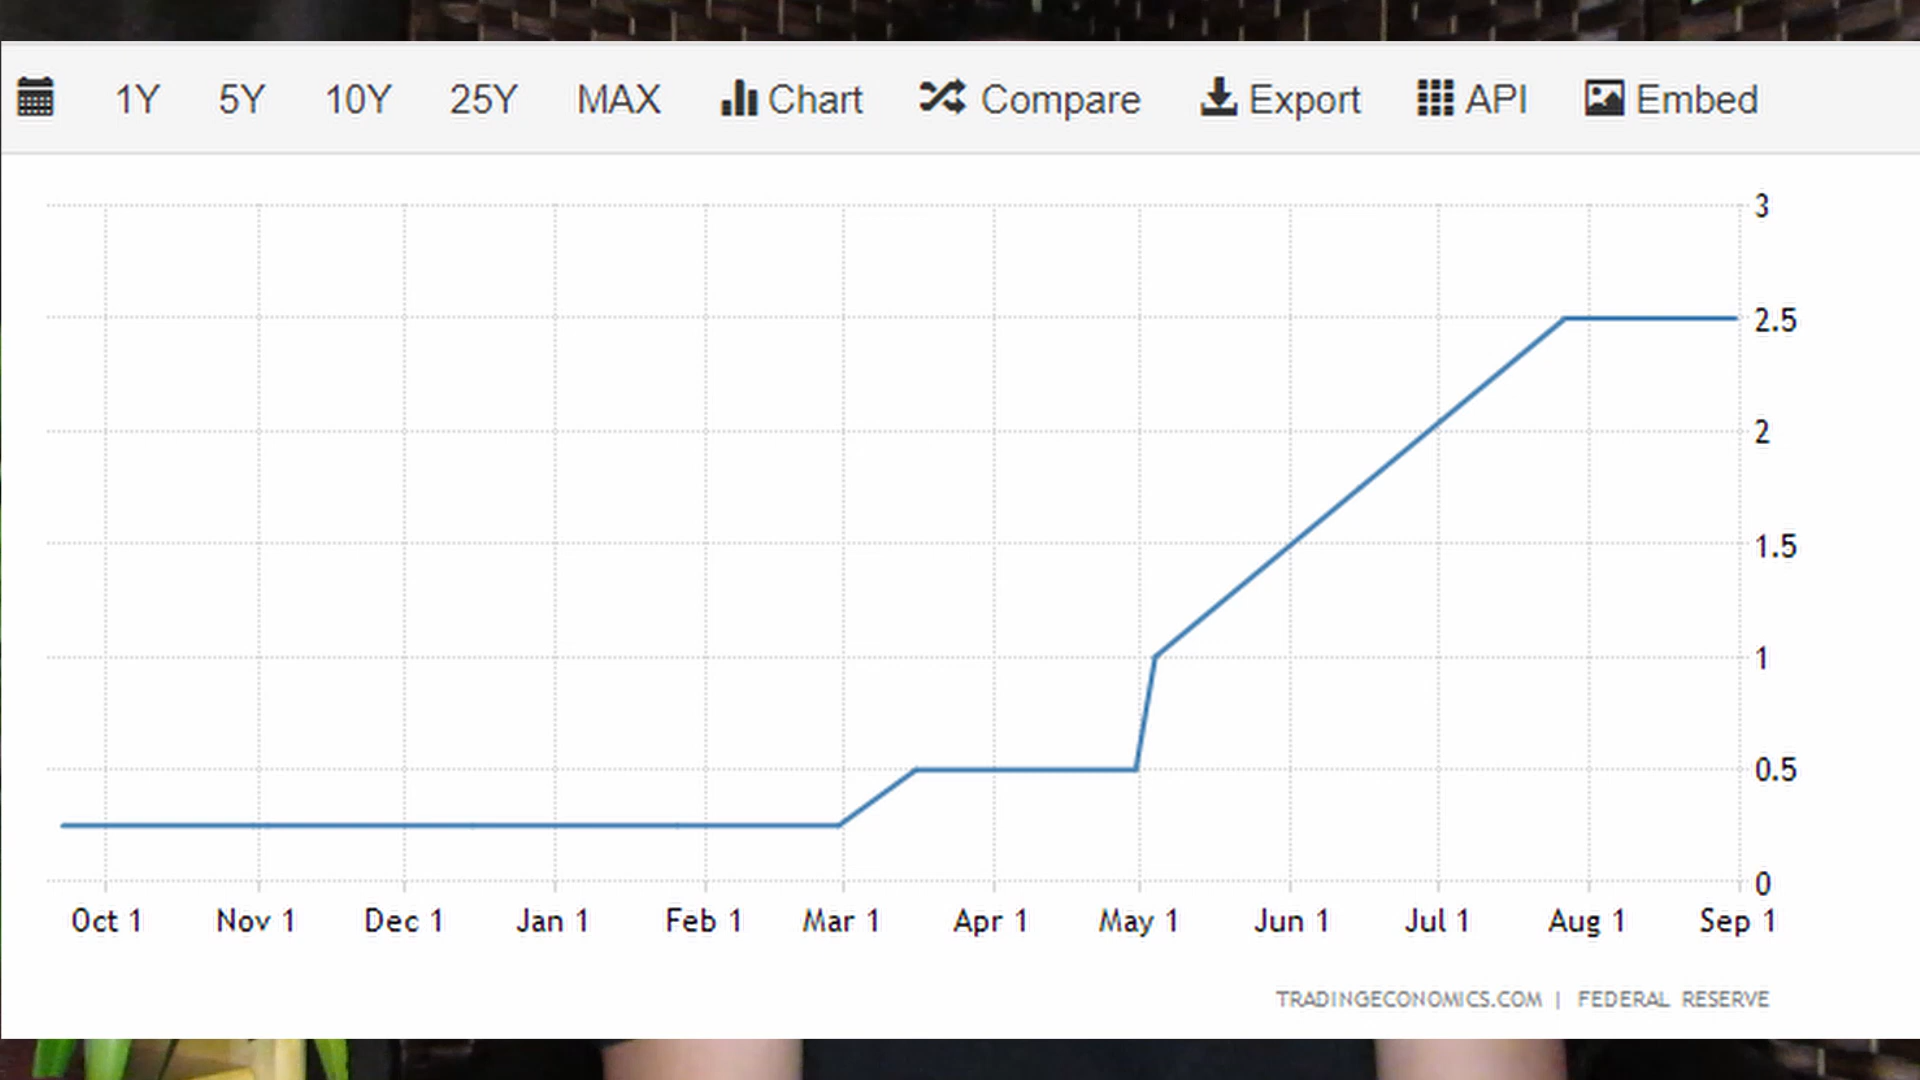 1Y 5Y 10Y 25Y MAX Chart Compare Export API Embed
3
2.5
2
1.5
1
0.5
0
Oct 1 Nov 1 Dec 1 Jan 1 Feb 1 Mar 1 Apr 1 May 1 Jun 1 Jul 1 Aug 1 Sep 1
TRADINGECONOMICS.COM | FEDERAL RESERVE